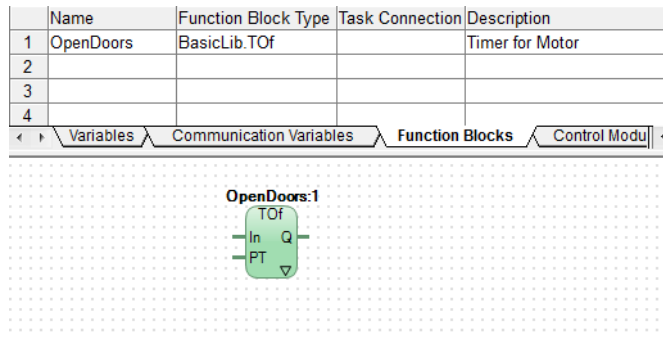 Name Function Block Type Task Connection Description
1 OpenDoors BasicLib.TOf Timer for Motor
2
3
4
Variables Communication Variables Function Blocks Control Modul
OpenDoors:1
TOf
In Q
PT